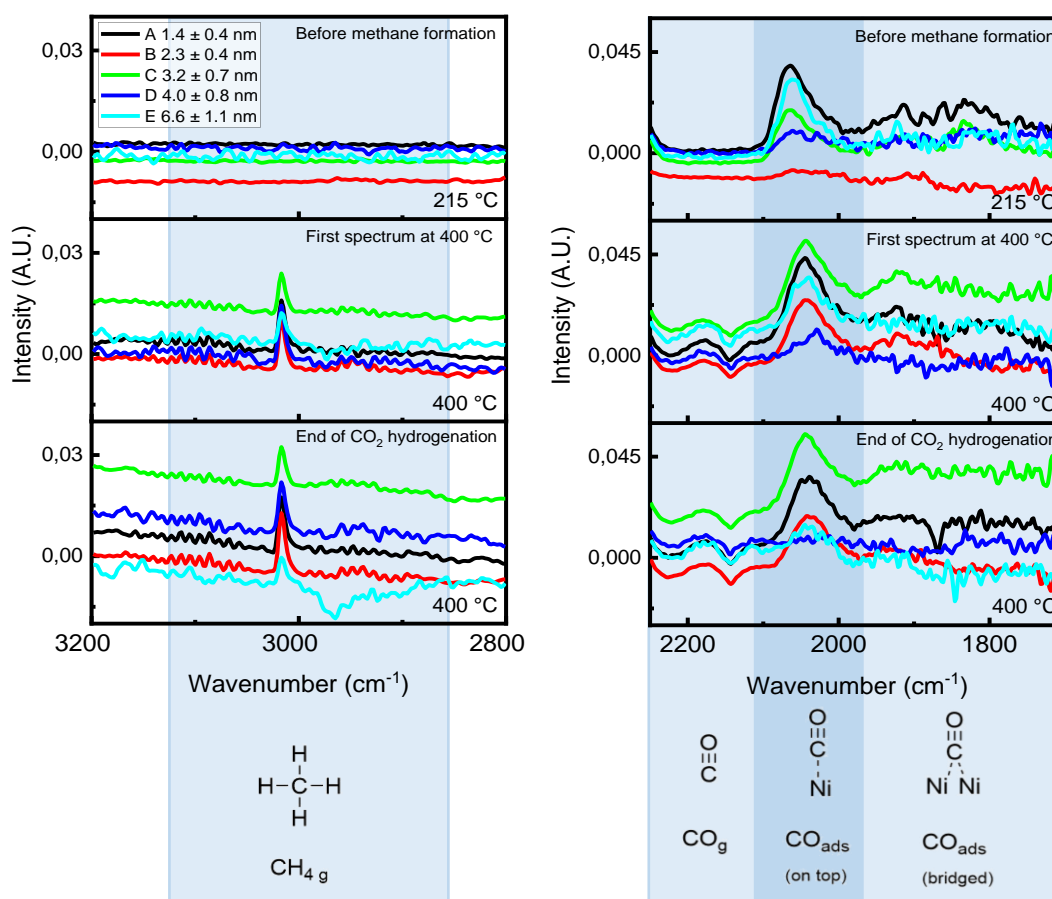 Before methane formation
A 1.4 ± 0.4 nm
B 2.3 ± 0.4 nm
C 3.2 ± 0.7 nm
D 4.0 ± 0.8 nm
E 6.6 ± 1.1 nm
0,03
0,00
215 °C
First spectrum at 400 °C
0,03
0,00
400 °C
End of CO2 hydrogenation
0,03
0,00
400 °C
3200
3000
2800
Intensity (A.U.)
Wavenumber (cm-1)
H
H-C-H
H
CH4 g
Before methane formation
0,045
0,000
215 °C
First spectrum at 400 °C
0,045
0,000
400 °C
End of CO2 hydrogenation
0,045
0,000
400 °C
2200
2000
1800
Intensity (A.U.)
Wavenumber (cm-1)
O
C
COg
O
C
Ni
COads
(on top)
O
C
Ni Ni
COads
(bridged)